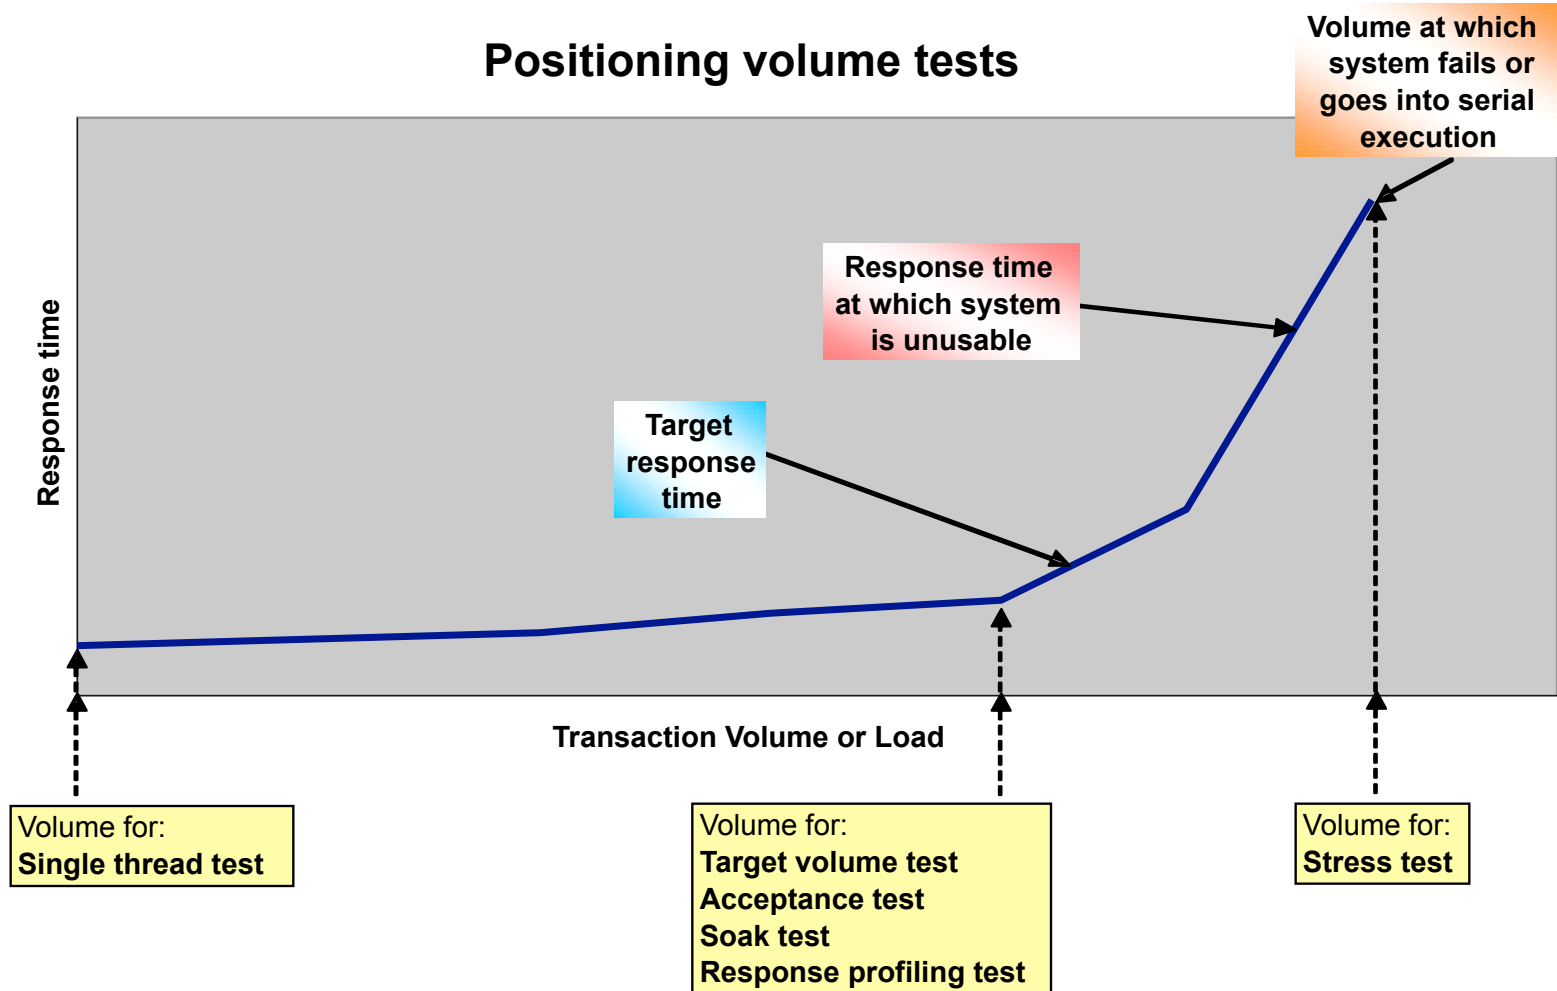 Positioning volume tests
Volume at which
system fails or
goes into serial
execution
Response time
at which system
is unusable
Target
response
time
Response time
Transaction Volume or Load
Volume for:
Single thread test
Volume for:
Target volume test
Acceptance test
Soak test
Response profiling test
Volume for:
Stress test